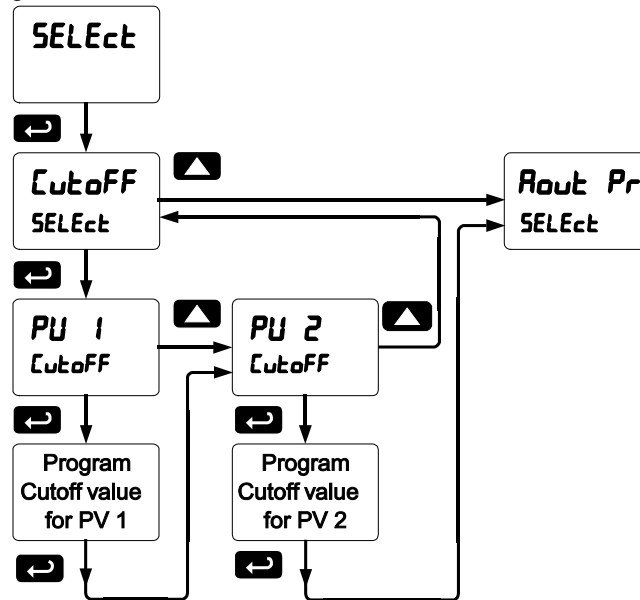 SELEct
CutoFF
SELEct
Aout Pr
SELEct
PU 1
CutoFF
PU 2
CutoFF
Program
Cutoff value
for PV 1
Program
Cutoff value
for PV 2